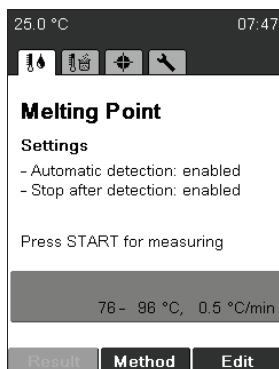 25.0 °C 07:47
Melting Point
Settings
- Automatic detection: enabled
- Stop after detection: enabled
Press START for measuring
76 - 96 °C, 0.5 °C/min
Result Method Edit